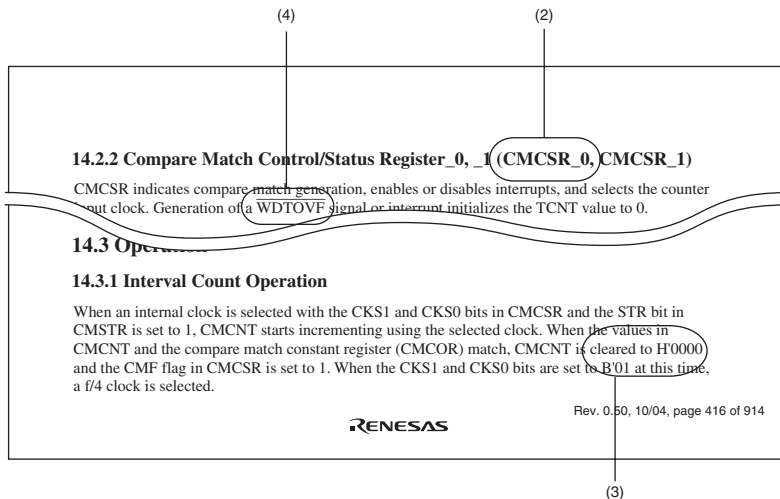 (4) (2)
14.2.2 Compare Match Control/Status Register_0, _1 (CMCSR_0, CMCSR_1)
CMCSR indicates compare match generation, enables or disables interrupts, and selects the counter
input clock. Generation of a WDTOVF signal or interrupt initializes the TCNT value to 0.
14.3 Operation
14.3.1 Interval Count Operation
When an internal clock is selected with the CKS1 and CKS0 bits in CMCSR and the STR bit in
CMSTR is set to 1, CMCNT starts incrementing using the selected clock. When the values in
CMCNT and the compare match constant register (CMCOR) match, CMCNT is cleared to H'0000
and the CMF flag in CMCSR is set to 1. When the CKS1 and CKS0 bits are set to B'01 at this time,
a f/4 clock is selected.
Rev. 0.50, 10/04, page 416 of 914
RENESAS
(3)